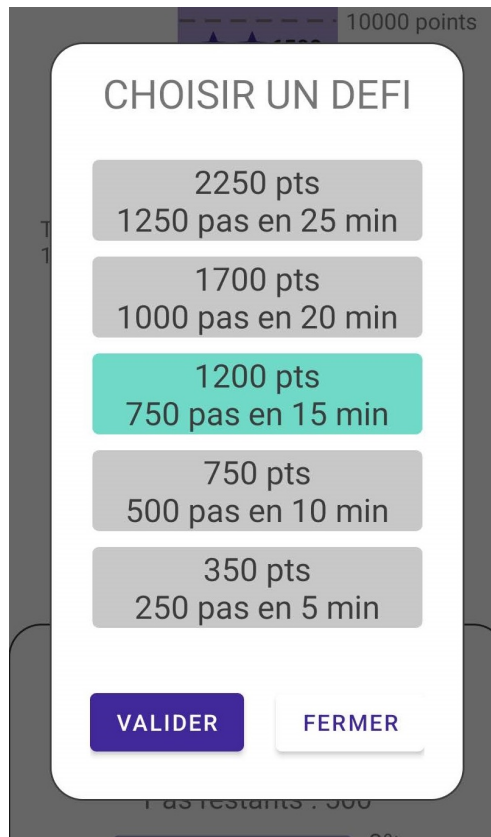 10000 points
CHOISIR UN DEFI
2250 pts
1250 pas en 25 min
1700 pts
1000 pas en 20 min
1200 pts
750 pas en 15 min
750 pts
500 pas en 10 min
350 pts
250 pas en 5 min
VALIDER FERMER
Pas restants : 500